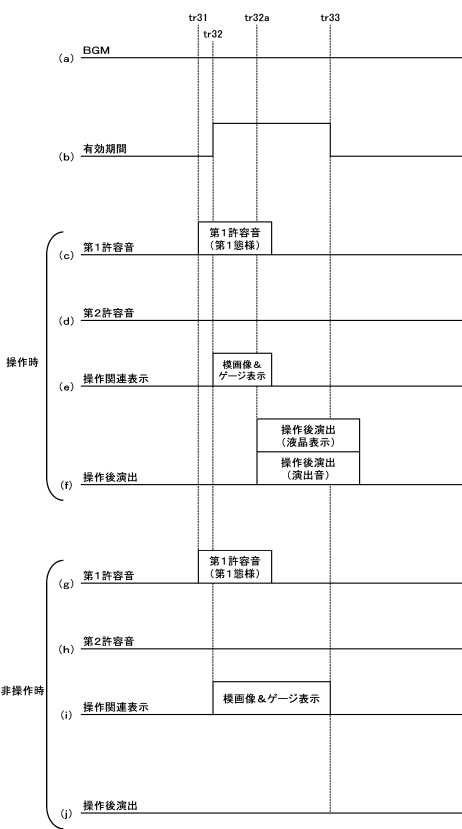 tr31 tr32a tr33
tr32
(a) BGM
(b) 有効期間
操作時
(c) 第1許容音
第1許容音
(第1態様)
(d) 第2許容音
(e) 操作関連表示
模画像&
ゲージ表示
(f) 操作後演出
操作後演出
(液晶表示)
操作後演出
(演出音)
非操作時
(g) 第1許容音
第1許容音
(第1態様)
(h) 第2許容音
(i) 操作関連表示
模画像&ゲージ表示
(j) 操作後演出